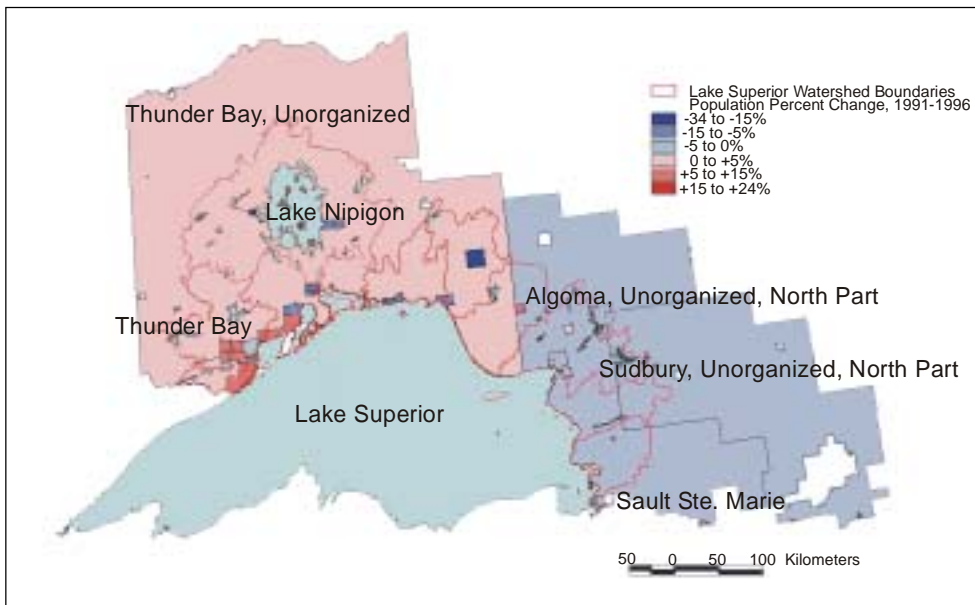 Lake Superior Watershed Boundaries
Population Percent Change, 1991-1996
-34 to -15%
-15 to -5%
-5 to 0%
0 to +5%
+5 to +15%
+15 to +24%
Thunder Bay, Unorganized
Lake Nipigon
Algoma, Unorganized, North Part
Thunder Bay
Sudbury, Unorganized, North Part
Lake Superior
Sault Ste. Marie
50 0 50 100 Kilometers